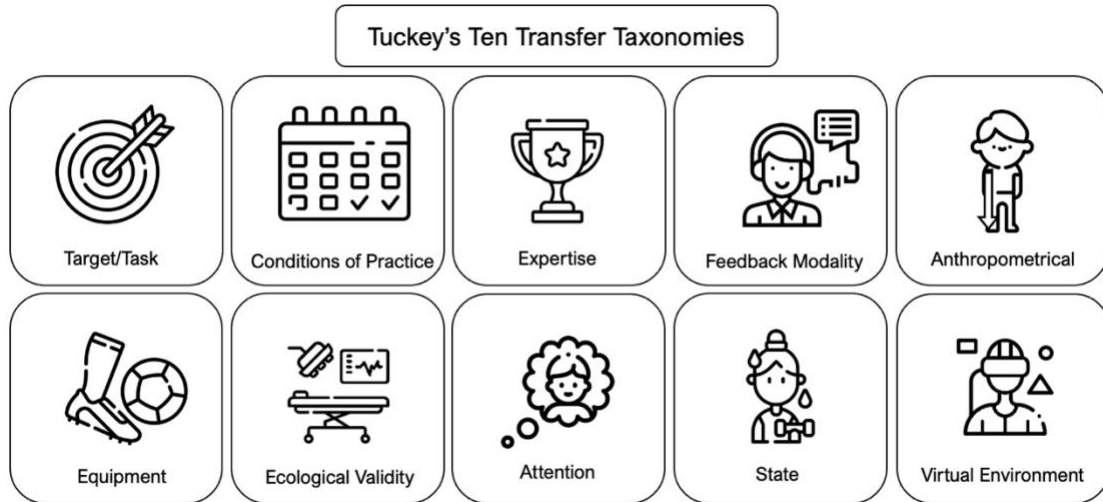 Tuckey's Ten Transfer Taxonomies
Target/Task
Conditions of Practice
Expertise
Feedback Modality
Anthropometrical
Equipment
Ecological Validity
Attention
State
Virtual Environment